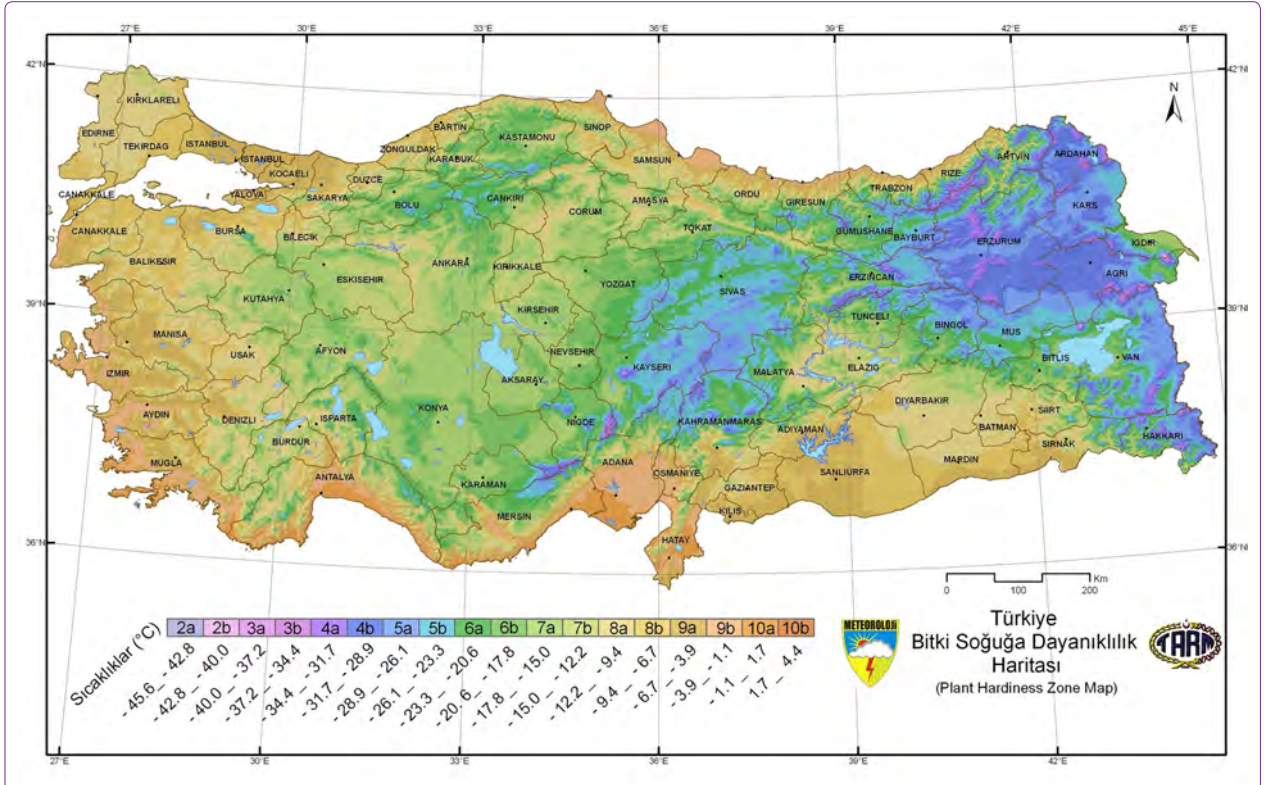 27°E 30°E 33°E 36°E 39°E 42°E 45°E
42°N 42°N
N
KIRKLARELI
EDIRNE
TEKIRDAG ISTANBUL
ISTANBUL
KOCAELI
CANAKKALE YALOVA SAKARYA DUZCE
ZONGULDAK BARTIN KARABUK KASTAMONU SINOP
SAMSUN
BOLU CANKIRI CORUM AMASYA ORDU GIRESUN TRABZON RIZE ARTVIN ARDAHAN
KARS
CANAKKALE BURSA BILECIK TOKAT GUMUSHANE BAYBURT ERZURUM IGDIR
BALIKESIR ESKISEHIR ANKARA KIRIKKALE AGRI
KUTAHYA YOZGAT SIVAS ERZINCAN
39°N 39°N
KIRSEHIR TUNCELI BINGOL MUS
MANISA USAK AFYON NEVSEHIR KAYSERI MALATYA ELAZIG BITLIS VAN
IZMIR AKSARAY
AYDIN DENIZLI ISPARTA KONYA NIGDE KAHRAMANMARAS ADIYAMAN DIYARBAKIR BATMAN SIIRT
BURDUR SIRNAK HAKKARI
MUGLA ANTALYA KARAMAN ADANA OSMANIYE SANLIURFA MARDIN
MERSIN GAZIANTEP
KILIS
HATAY
36°N 36°N
0 100 200 Km
Sıcaklıklar (°C)
2a 2b 3a 3b 4a 4b 5a 5b 6a 6b 7a 7b 8a 8b 9a 9b 10a 10b
- 45.6 _ - 42.8
- 42.8 _ - 40.0
- 40.0 _ - 37.2
- 37.2 _ - 34.4
- 34.4 _ - 31.7
- 31.7 _ - 28.9
- 28.9 _ - 26.1
- 26.1 _ - 23.3
- 23.3 _ - 20.6
- 20. 6_ - 17.8
- 17.8 _ - 15.0
- 15.0 _ - 12.2
- 12.2 _ - 9.4
- 9.4 _ - 6.7
- 6.7 _ - 3.9
- 3.9 _ - 1.1
- 1.1 _ 1.7
1.7 _ 4.4
METEOROLOJİ
Türkiye
Bitki Soğuğa Dayanıklılık
Haritası
(Plant Hardiness Zone Map)
TARM
27°E 30°E 33°E 36°E 39°E 42°E